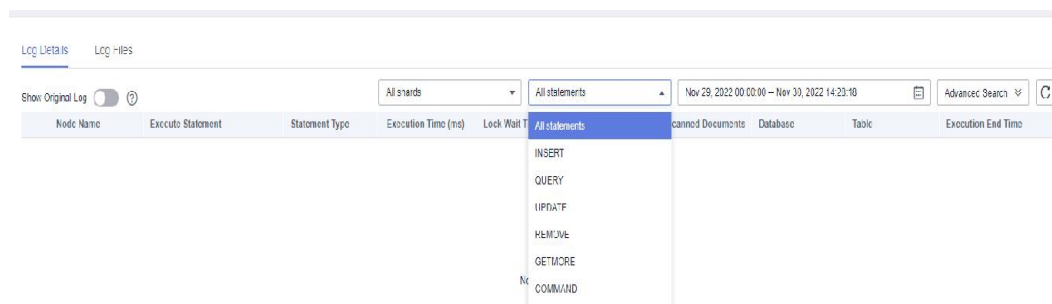 Log Details Log Files
Show Original Log ?
All shards All statements Nov 29, 2022 00:00:00 – Nov 30, 2022 14:23:18 Advanced Search
Node Name Execute Statement Statement Type Execution Time (ms) Lock Wait T All statements canned Documents Database Table Execution End Time
INSERT
QUERY
UPDATE
REMOVE
GETMORE
No
COMMAND